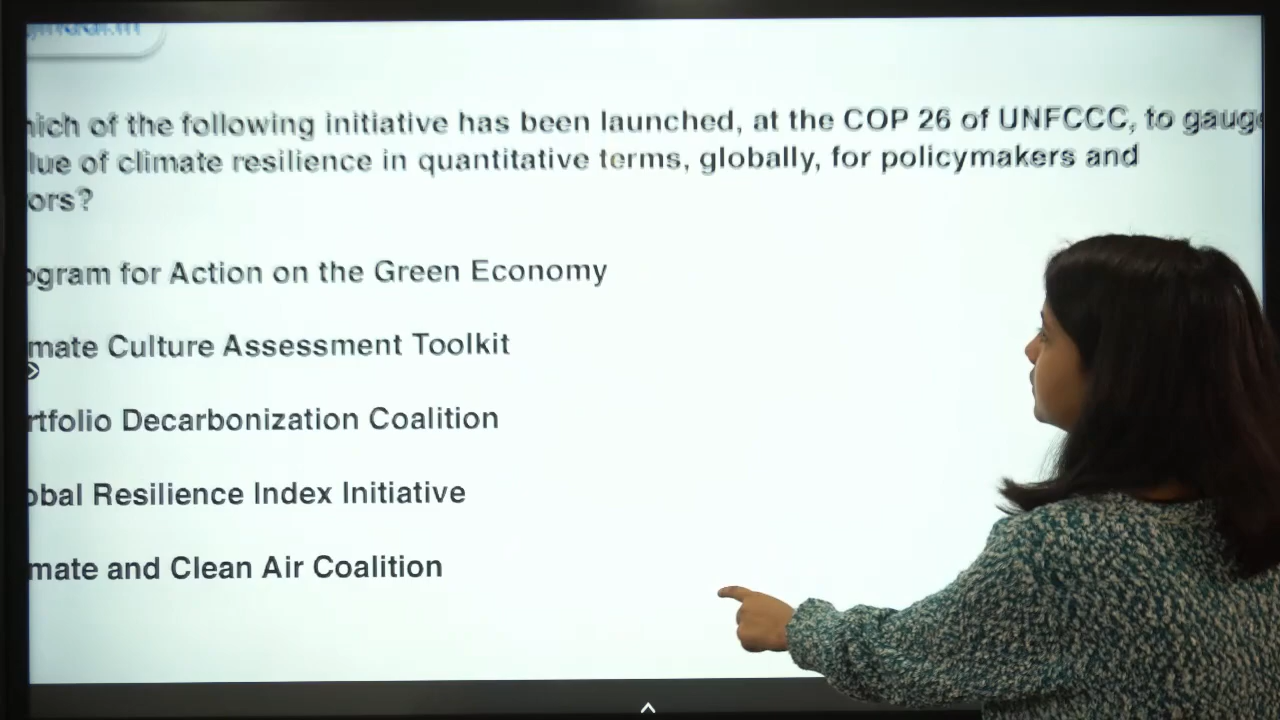 hich of the following initiative has been launched, at the COP 26 of UNFCCC, to gauge
lue of climate resilience in quantitative terms, globally, for policymakers and
ors?
ogram for Action on the Green Economy
mate Culture Assessment Toolkit
rtfolio Decarbonization Coalition
obal Resilience Index Initiative
mate and Clean Air Coalition